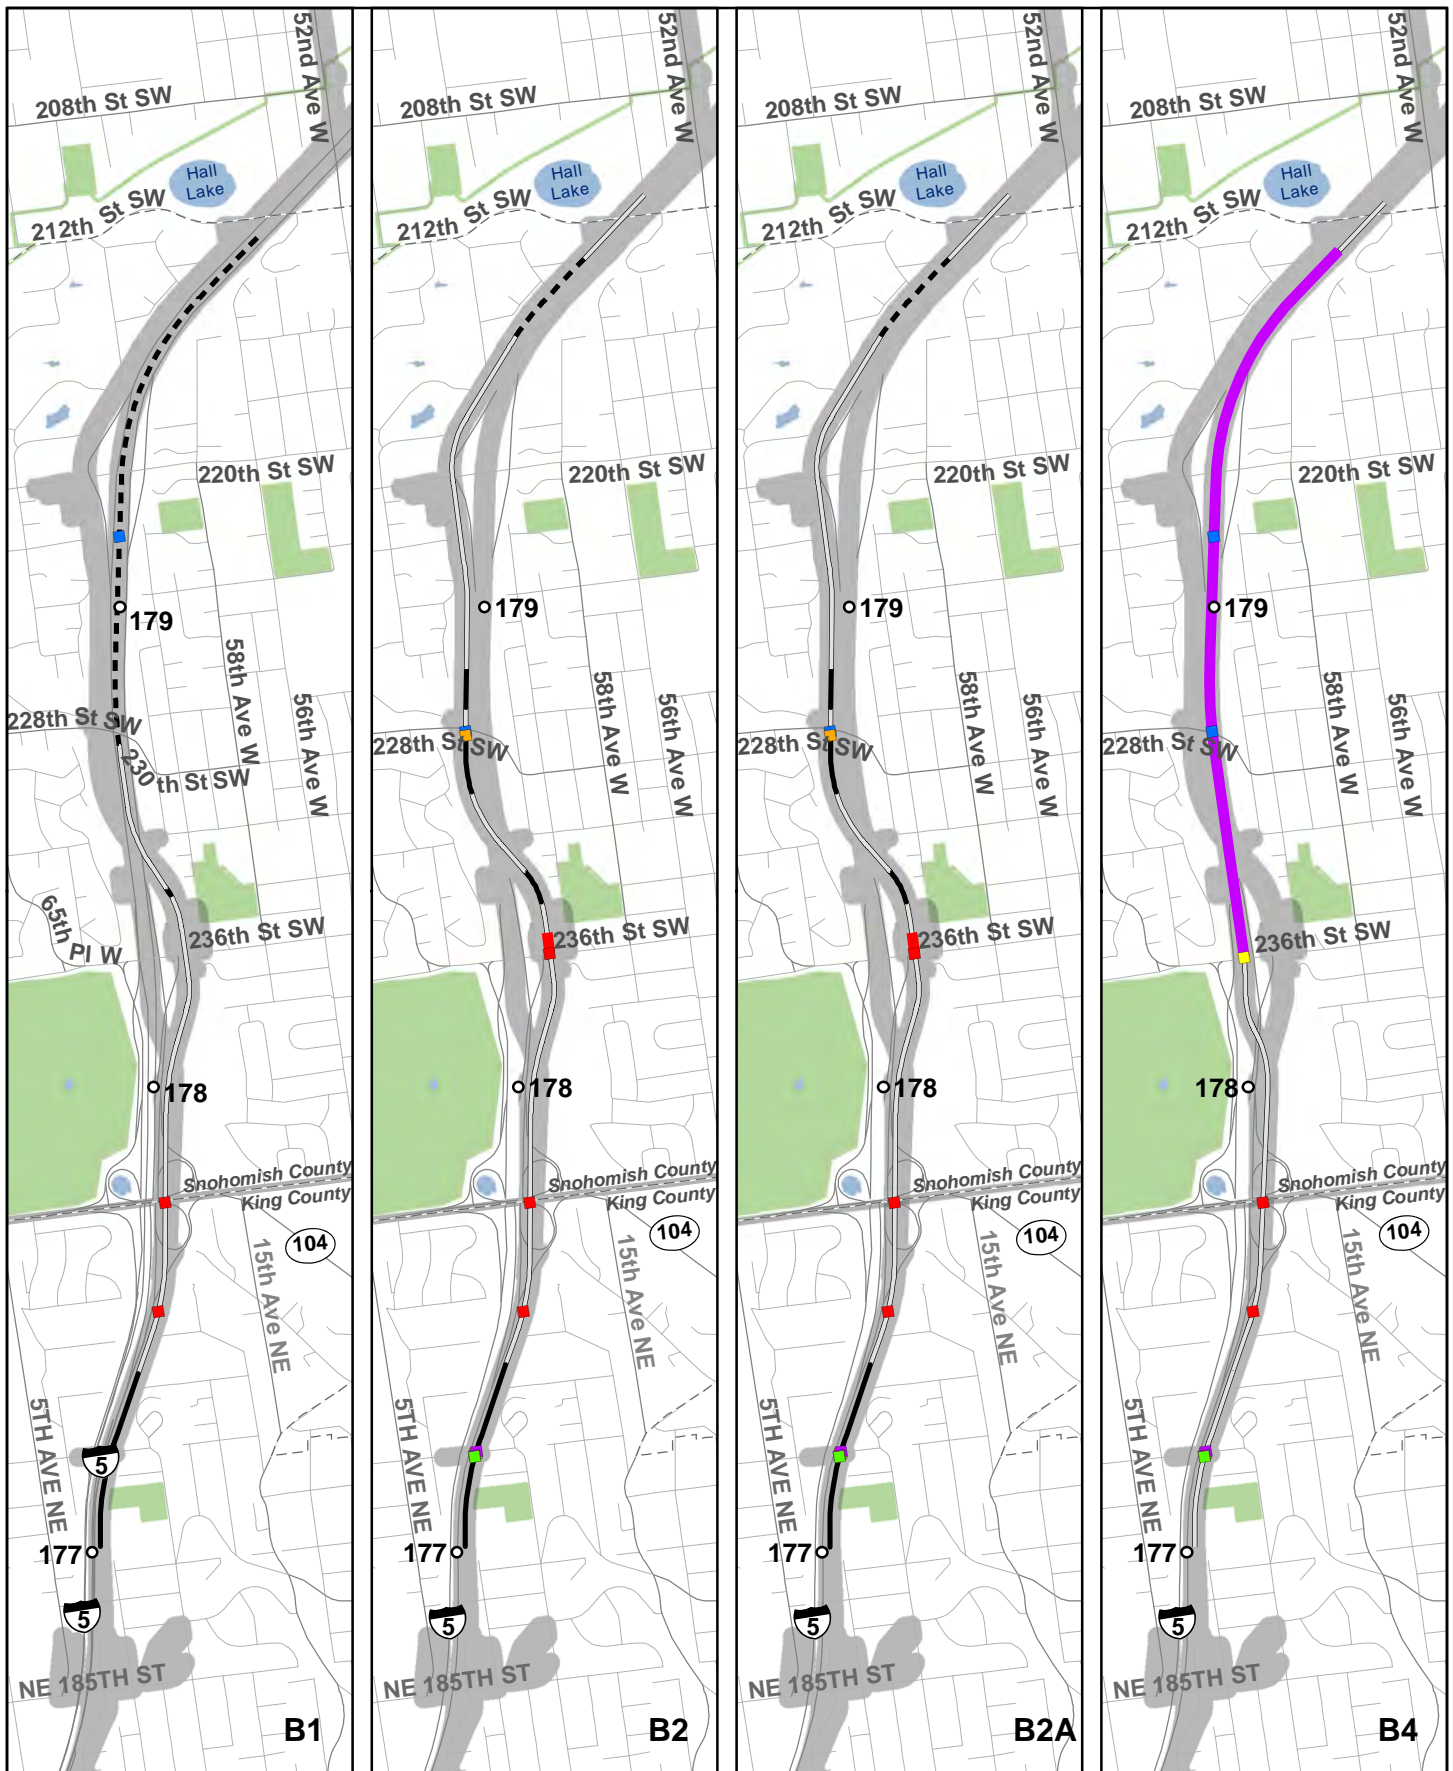 52nd Ave W
208th St SW
Hall
Lake
212th St SW
220th St SW
179
58th Ave W
56th Ave W
228th St SW
230th St SW
65th Pl W
236th St SW
178
Snohomish County
King County
104
15th Ave NE
5TH AVE NE
5
177
5
NE 185TH ST
B1
52nd Ave W
208th St SW
Hall
Lake
212th St SW
220th St SW
179
58th Ave W
56th Ave W
228th St SW
236th St SW
178
Snohomish County
King County
104
15th Ave NE
5TH AVE NE
177
5
NE 185TH ST
B2
52nd Ave W
208th St SW
Hall
Lake
212th St SW
220th St SW
179
58th Ave W
56th Ave W
228th St SW
236th St SW
178
Snohomish County
King County
104
15th Ave NE
5TH AVE NE
177
5
NE 185TH ST
B2A
52nd Ave W
208th St SW
Hall
Lake
212th St SW
220th St SW
179
58th Ave W
56th Ave W
228th St SW
236th St SW
178
Snohomish County
King County
104
15th Ave NE
5TH AVE NE
177
5
NE 185TH ST
B4